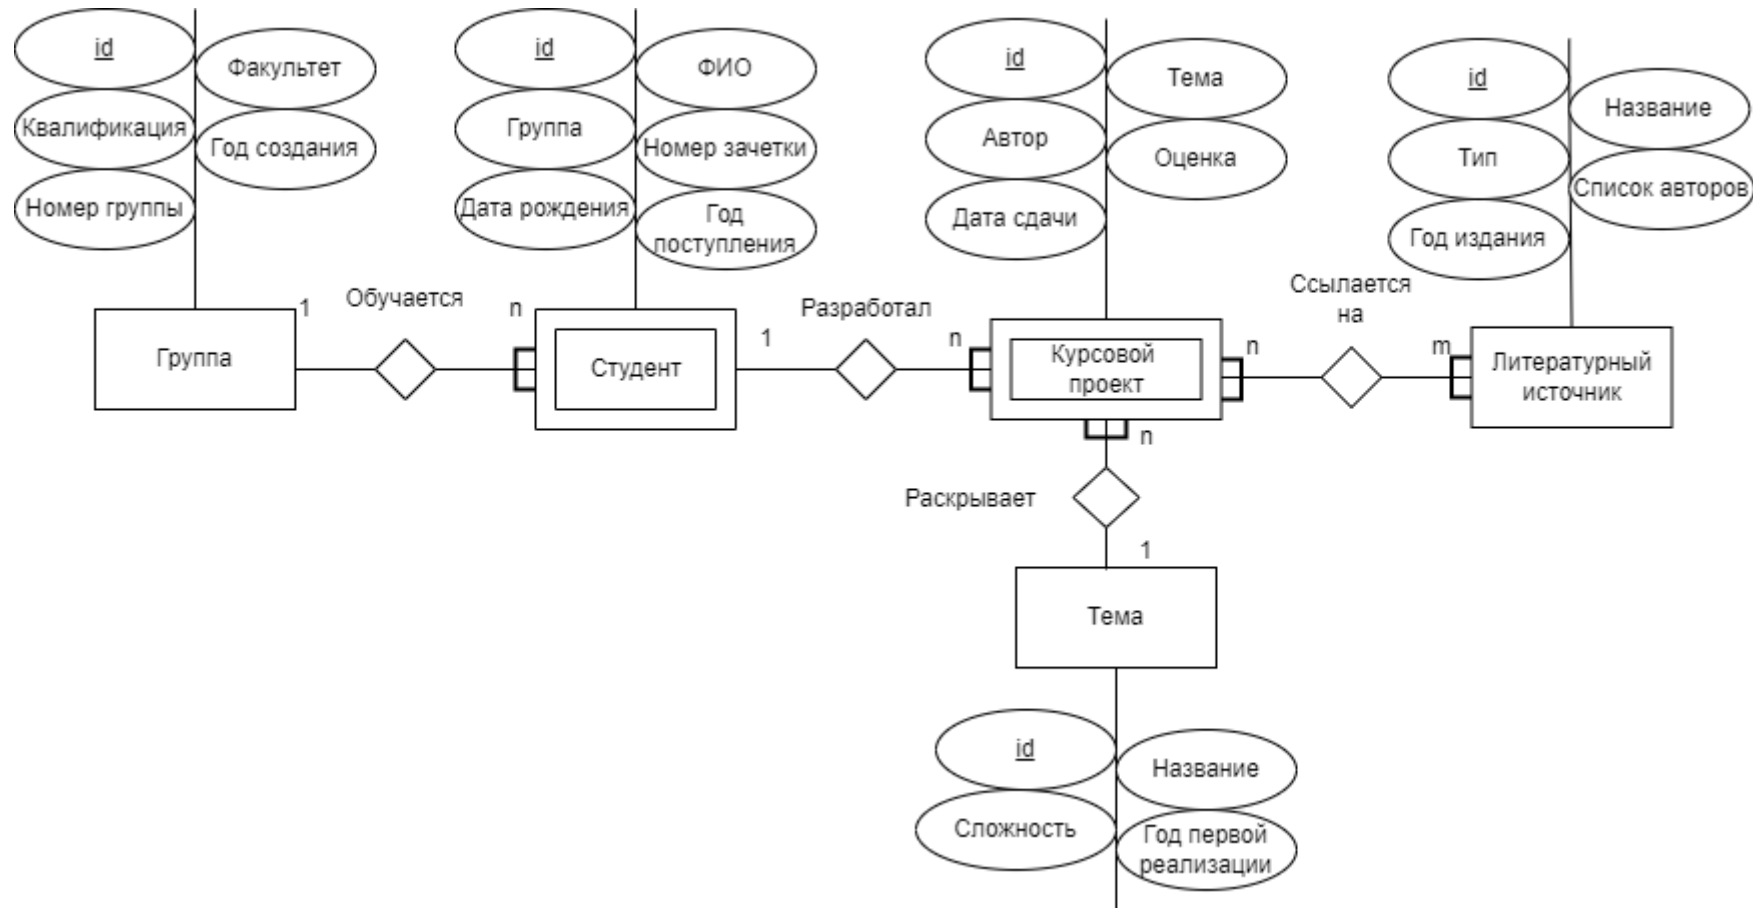 id
Факультет
Квалификация
Год создания
Номер группы
id
ФИО
Группа
Номер зачетки
Дата рождения
Год
поступления
id
Тема
Автор
Оценка
Дата сдачи
id
Название
Тип
Список авторов
Год издания
Группа
1
Обучается
n
Студент
1
Разработал
n
Курсовой
проект
n
Ссылается
на
m
Литературный
источник
n
Раскрывает
1
Тема
id
Название
Сложность
Год первой
реализации